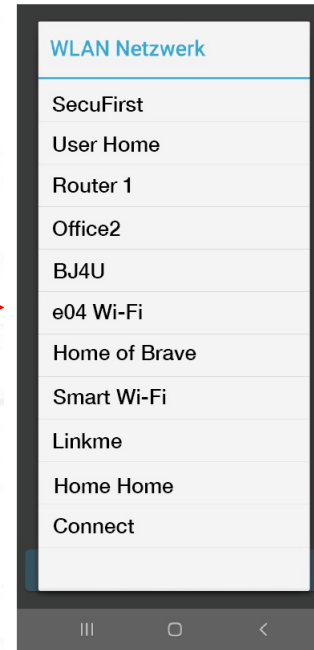 WLAN Netzwerk
SecuFirst
User Home
Router 1
Office2
BJ4U
e04 Wi-Fi
Home of Brave
Smart Wi-Fi
Linkme
Home Home
Connect